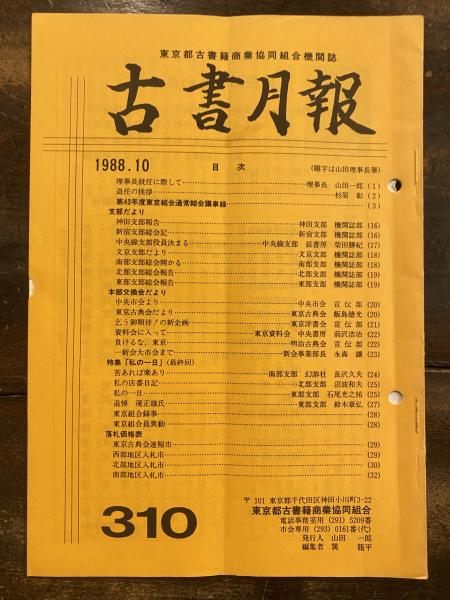 東京都古書籍商業協同組合機関誌
古書月報
1988.10 目次 (題字は山田理事長筆)
理事長就任に際して 理事長 山田一郎 (1)
退任の挨拶 杉原 彰 (2)
第43年度東京組合通常総会議事録 (3)
支部だより
神田支部報告 神田支部 機関誌部 (16)
新宿支部総会記 新宿支部 機関誌部 (16)
中央線支部役員決まる 中央線支部 辰書房 柴田勝紀 (17)
文京支部だより 文京支部 機関誌部 (18)
南部支部総会開かる 南部支部 機関誌部 (18)
北部支部総会報告 北部支部 機関誌部 (19)
東部支部総会報告 東部支部 機関誌部 (19)
本部交換会だより
中央市会より 中央市会 宣伝部 (20)
東京古典会だより 東京古典会 飯島徳光 (20)
乞う御期待!の新企画 東京洋書会 宣伝部 (21)
資料会に入って 東京資料会 中央書房 前沢浩治 (22)
負けるな、東京 明治古典会 宣伝部 (22)
一新会大市会まで 一新会事業部長 永森 譲 (23)
特集「私の一日」(最終回)
苦あれば楽あり 南部支部 幻游社 長沢久夫 (24)
私の店番日記 北部支部 沼波和夫 (25)
私の一日 東部支部 石尾光之祐 (25)
追悼 滝正雄氏 東部支部 鈴木章弘 (27)
東京組合録事 (28)
東京組合員異動 (28)
落札価格表
東京古典会速報市 (29)
西部地区入札市 (29)
北部地区入札市 (30)
南部地区入札市 (32)
310
〒101 東京都千代田区神田小川町3-22
東京都古書籍商業協同組合
電話事務室用 (291) 5209番
市会専用 (293) 0161番(代)
発行人 山田 一郎
編集者 巽 龍平